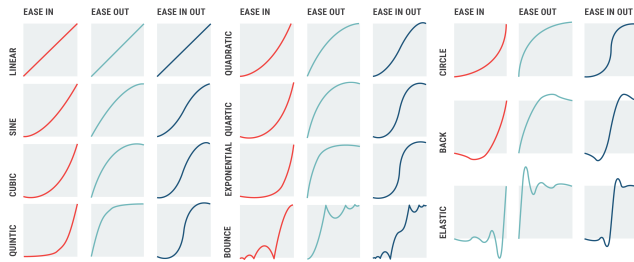 EASE IN EASE OUT EASE IN OUT
LINEAR
SINE
CUBIC
QUINTIC
EASE IN EASE OUT EASE IN OUT
QUADRATIC
QUARTIC
EXPONENTIAL
BOUNCE
EASE IN EASE OUT EASE IN OUT
CIRCLE
BACK
ELASTIC